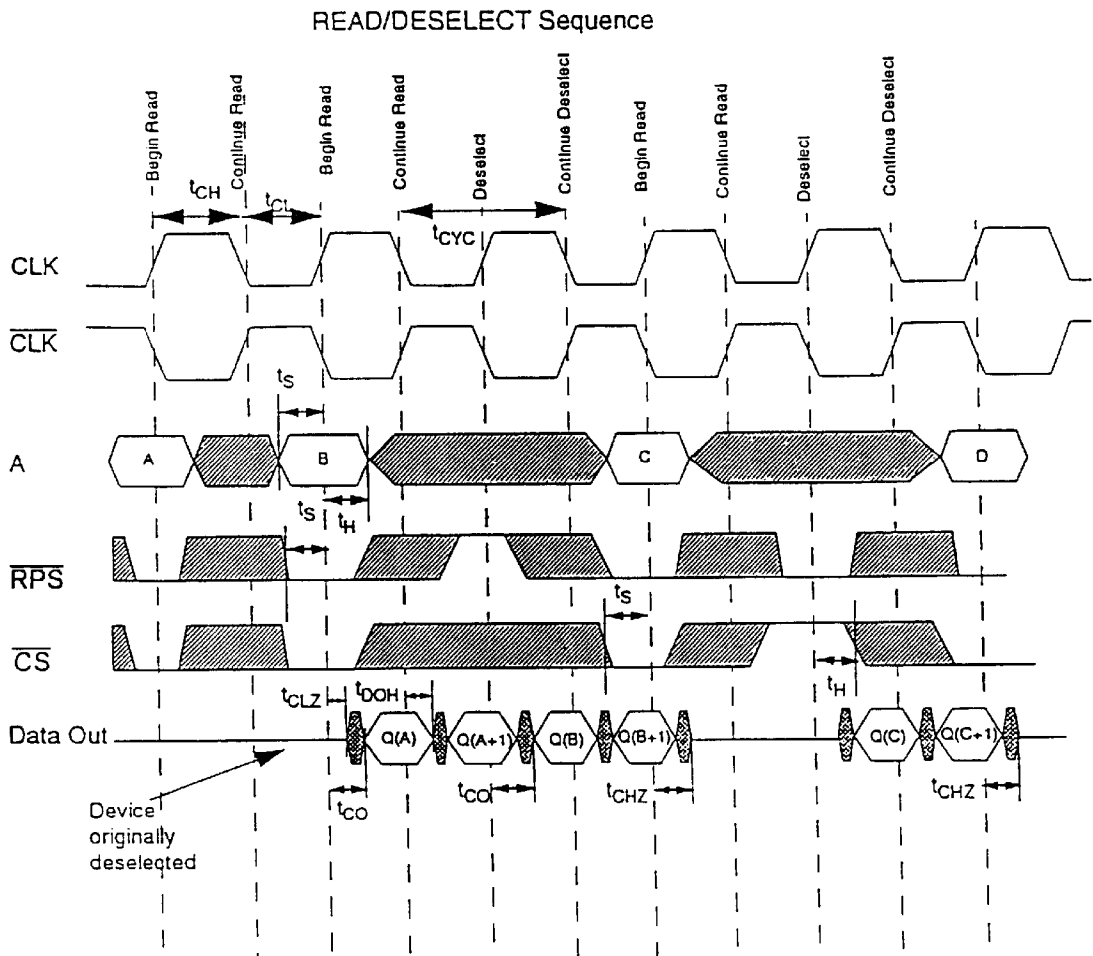 READ/DESELECT Sequence
Begin Read
Continue Read
Begin Read
Continue Read
Deselect
Continue Deselect
Begin Read
Continue Read
Deselect
Continue Deselect
tCH
tCL
tCYC
CLK
CLK
tS
A
A
B
C
D
tS
tH
RPS
tS
CS
tH
tCLZ
tDOH
Data Out
Q(A)
Q(A+1)
Q(B)
Q(B+1)
Q(C)
Q(C+1)
tCO
tCO
tCHZ
tCHZ
Device
originally
deselected